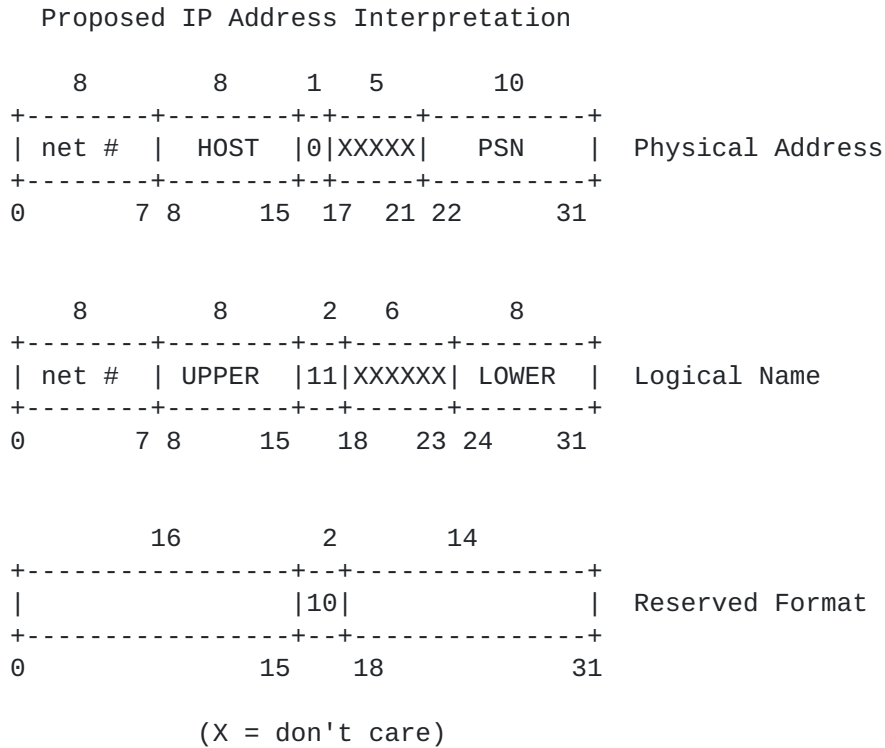 Proposed IP Address Interpretation
    8        8     1   5       10
+--------+--------+-+-----+----------+
| net #  |  HOST  |0|XXXXX|   PSN    |  Physical Address
+--------+--------+-+-----+----------+
0       7 8     15  17  21 22      31
    8        8      2   6       8
+--------+--------+--+------+--------+
| net #  | UPPER  |11|XXXXXX| LOWER  |  Logical Name
+--------+--------+--+------+--------+
0       7 8     15   18   23 24    31
         16         2       14
+-----------------+--+---------------+
|                 |10|               |  Reserved Format
+-----------------+--+---------------+
0               15    18            31
(X = don't care)